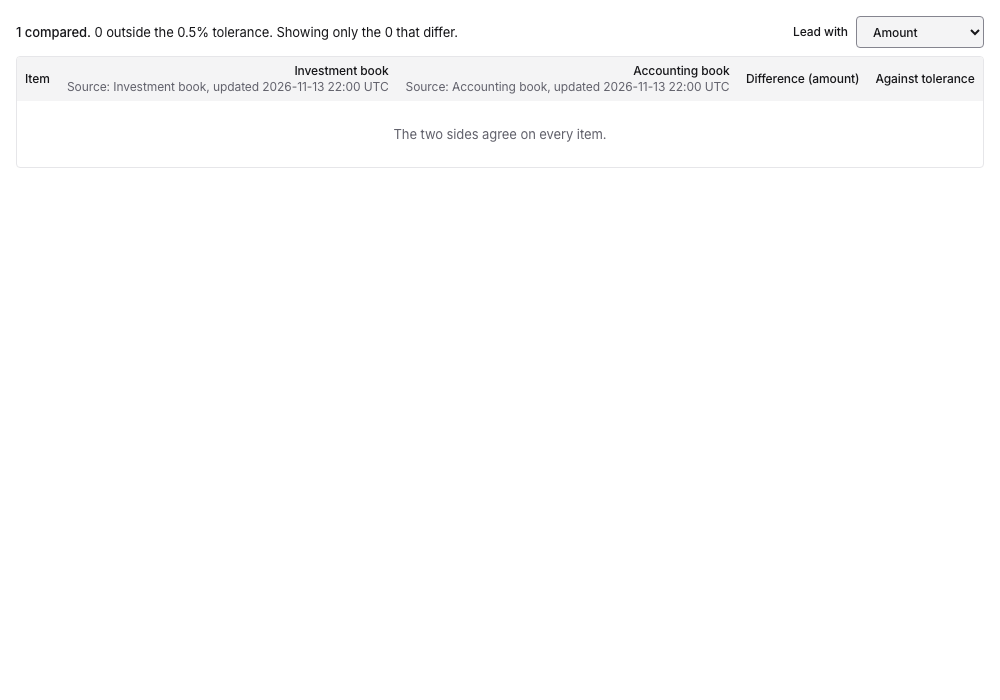 1 compared. 0 outside the 0.5% tolerance. Showing only the 0 that differ.
Lead with
Amount
Item
Investment book
Source: Investment book, updated 2026-11-13 22:00 UTC
Accounting book
Source: Accounting book, updated 2026-11-13 22:00 UTC
Difference (amount)
Against tolerance
The two sides agree on every item.